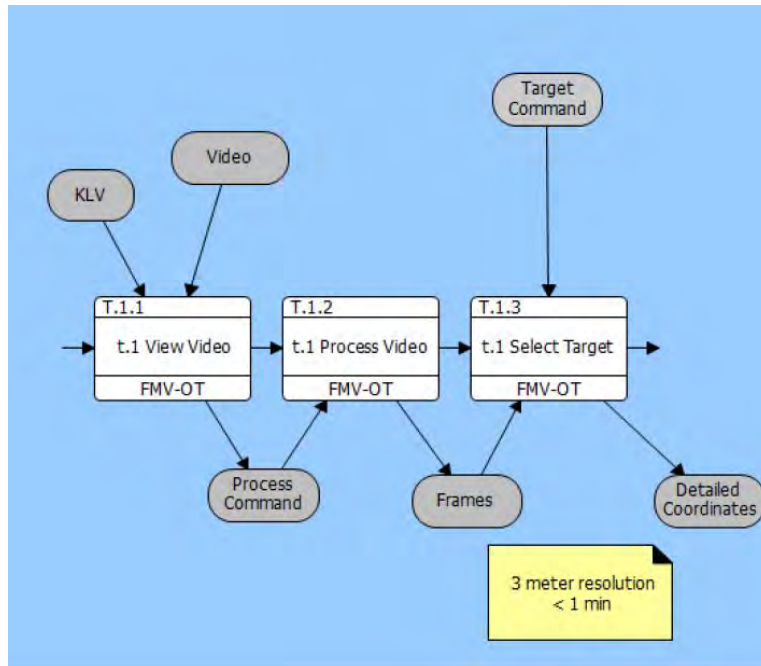 Target
Command
Video
KLV
T.1.1
t.1 View Video
FMV-OT
T.1.2
t.1 Process Video
FMV-OT
T.1.3
t.1 Select Target
FMV-OT
Process
Command
Frames
Detailed
Coordinates
3 meter resolution
< 1 min